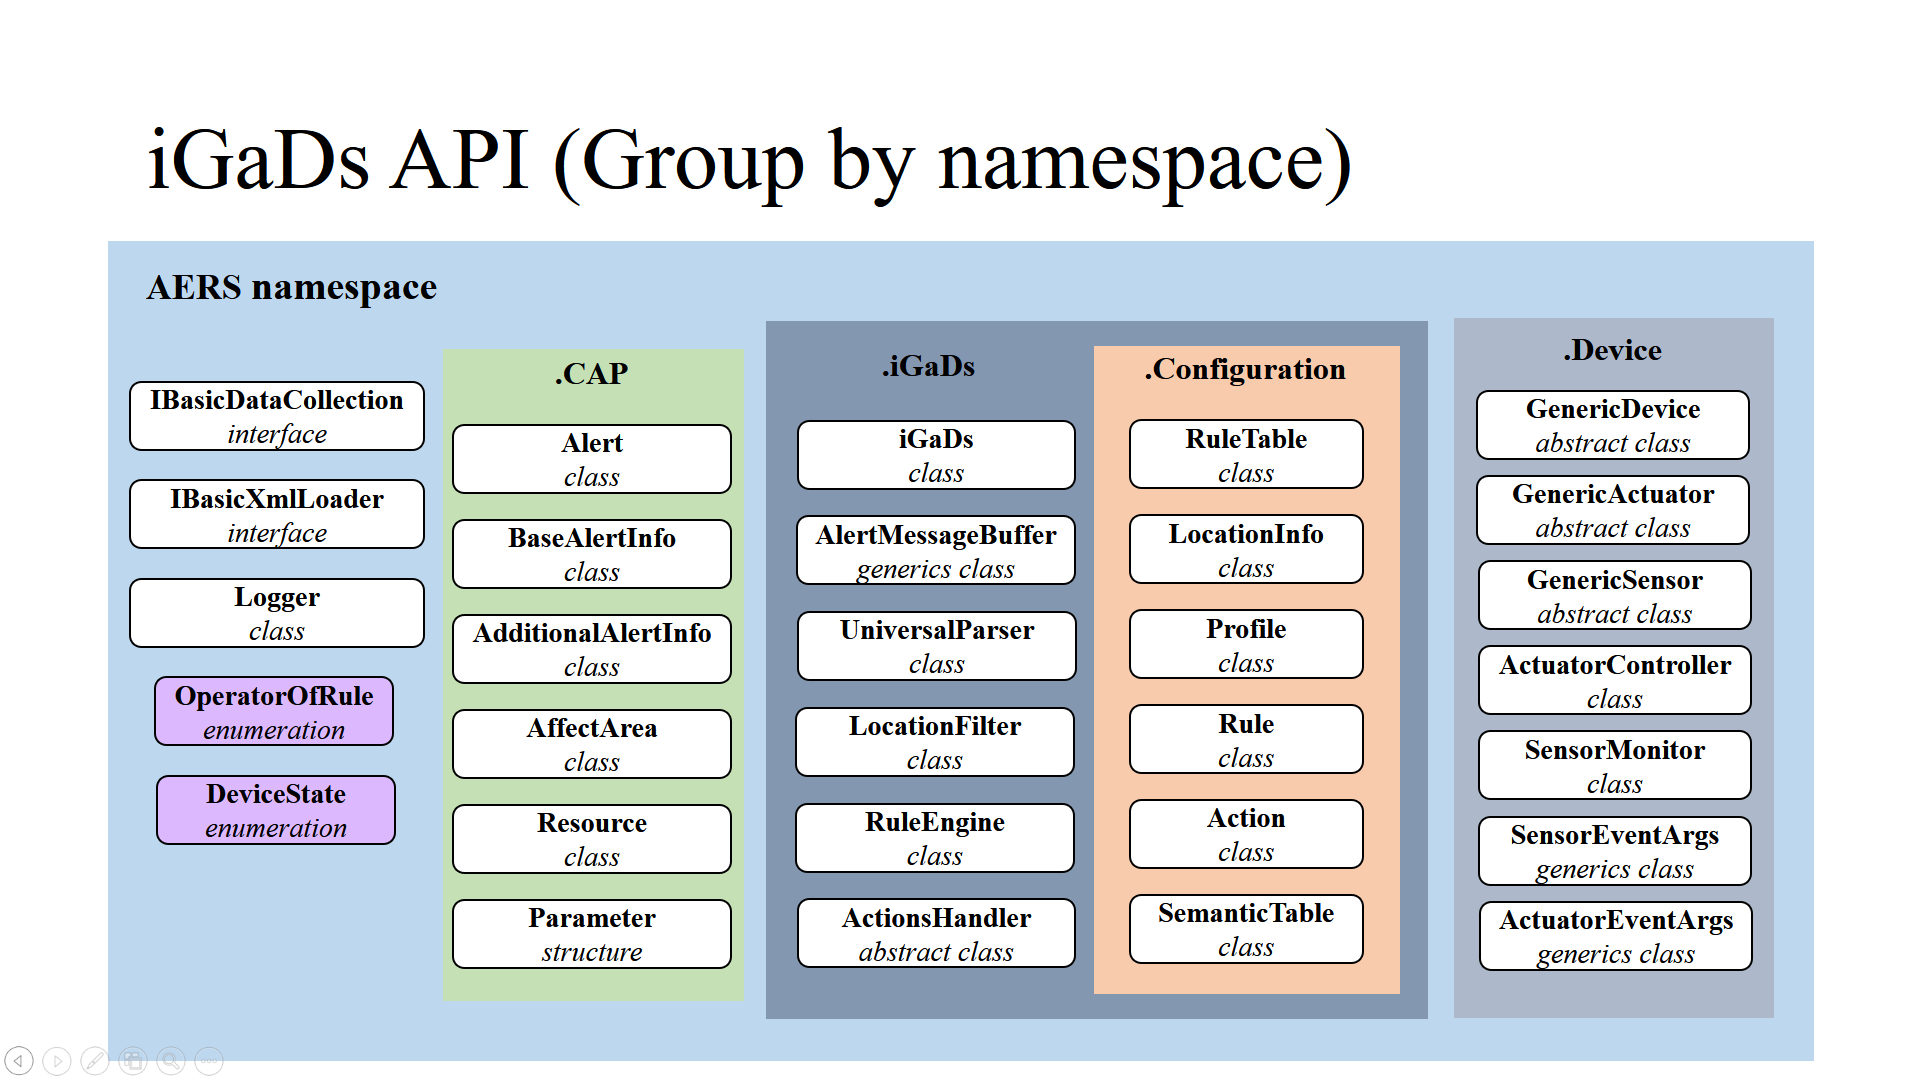 iGaDs API (Group by namespace)
AERS namespace
IBasicDataCollection
interface
IBasicXmlLoader
interface
Logger
class
OperatorOfRule
enumeration
DeviceState
enumeration
.CAP
Alert
class
BaseAlertInfo
class
AdditionalAlertInfo
class
AffectArea
class
Resource
class
Parameter
structure
.iGaDs
iGaDs
class
AlertMessageBuffer
generics class
UniversalParser
class
LocationFilter
class
RuleEngine
class
ActionsHandler
abstract class
.Configuration
RuleTable
class
LocationInfo
class
Profile
class
Rule
class
Action
class
SemanticTable
class
.Device
GenericDevice
abstract class
GenericActuator
abstract class
GenericSensor
abstract class
ActuatorController
class
SensorMonitor
class
SensorEventArgs
generics class
ActuatorEventArgs
generics class